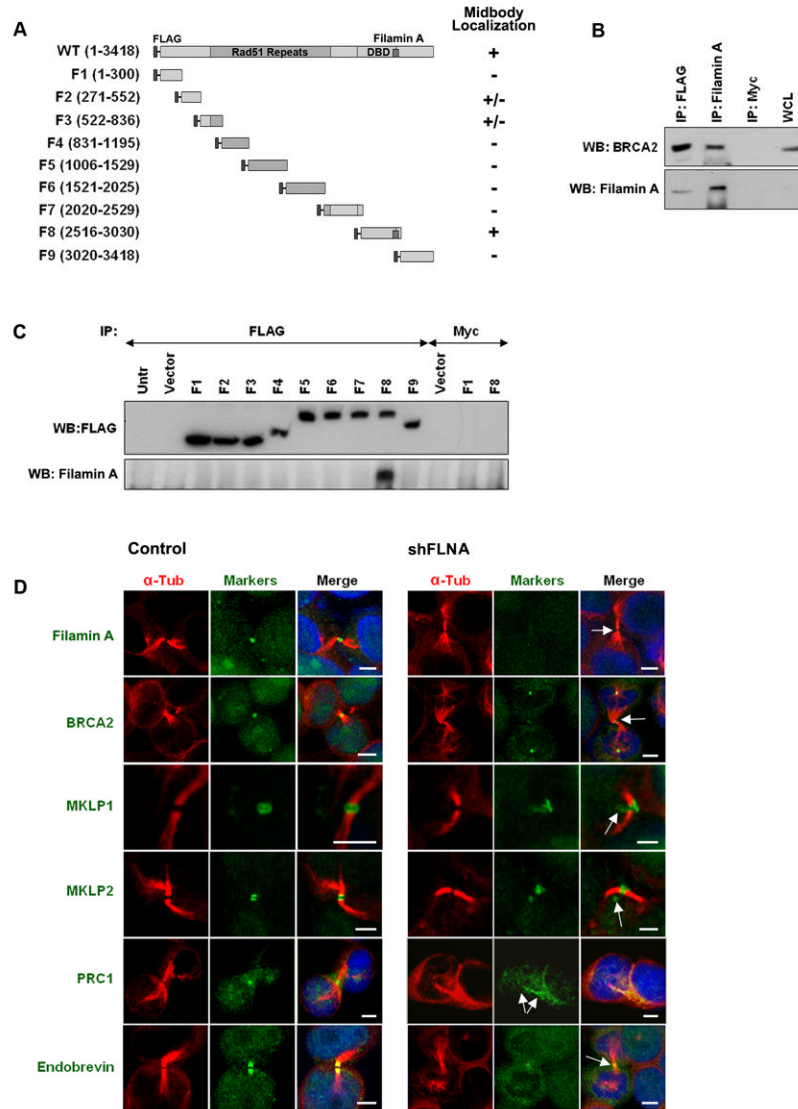 A
FLAG
Filamin A
Midbody
Localization
WT (1-3418) Rad51 Repeats DBD +
F1 (1-300) -
F2 (271-552) +/-
F3 (522-836) +/-
F4 (831-1195) -
F5 (1006-1529) -
F6 (1521-2025) -
F7 (2020-2529) -
F8 (2516-3030) +
F9 (3020-3418) -
B
IP: FLAG
IP: Filamin A
IP: Myc
WCL
WB: BRCA2
WB: Filamin A
C
IP: FLAG Myc
Untr Vector F1 F2 F3 F4 F5 F6 F7 F8 F9 Vector F1 F8
WB:FLAG
WB: Filamin A
D
Control shFLNA
α-Tub Markers Merge α-Tub Markers Merge
Filamin A
BRCA2
MKLP1
MKLP2
PRC1
Endobrevin